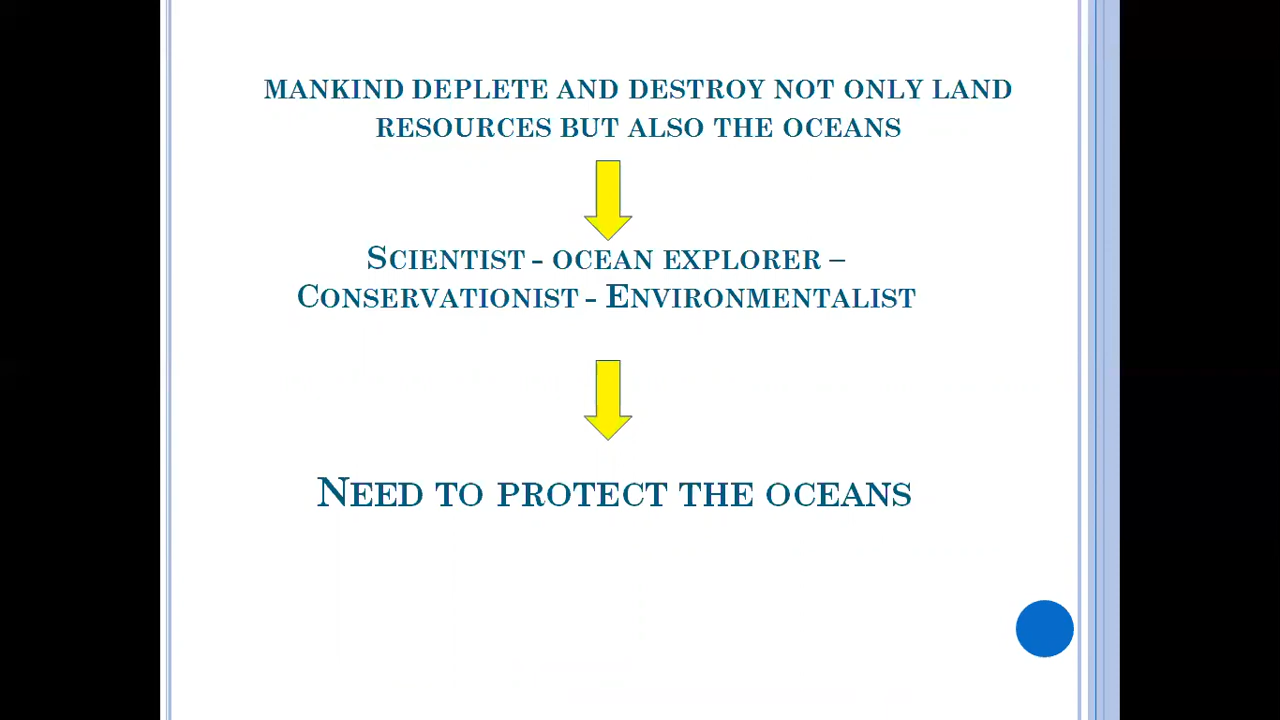 MANKIND DEPLETE AND DESTROY NOT ONLY LAND
RESOURCES BUT ALSO THE OCEANS
SCIENTIST - OCEAN EXPLORER –
CONSERVATIONIST - ENVIRONMENTALIST
NEED TO PROTECT THE OCEANS